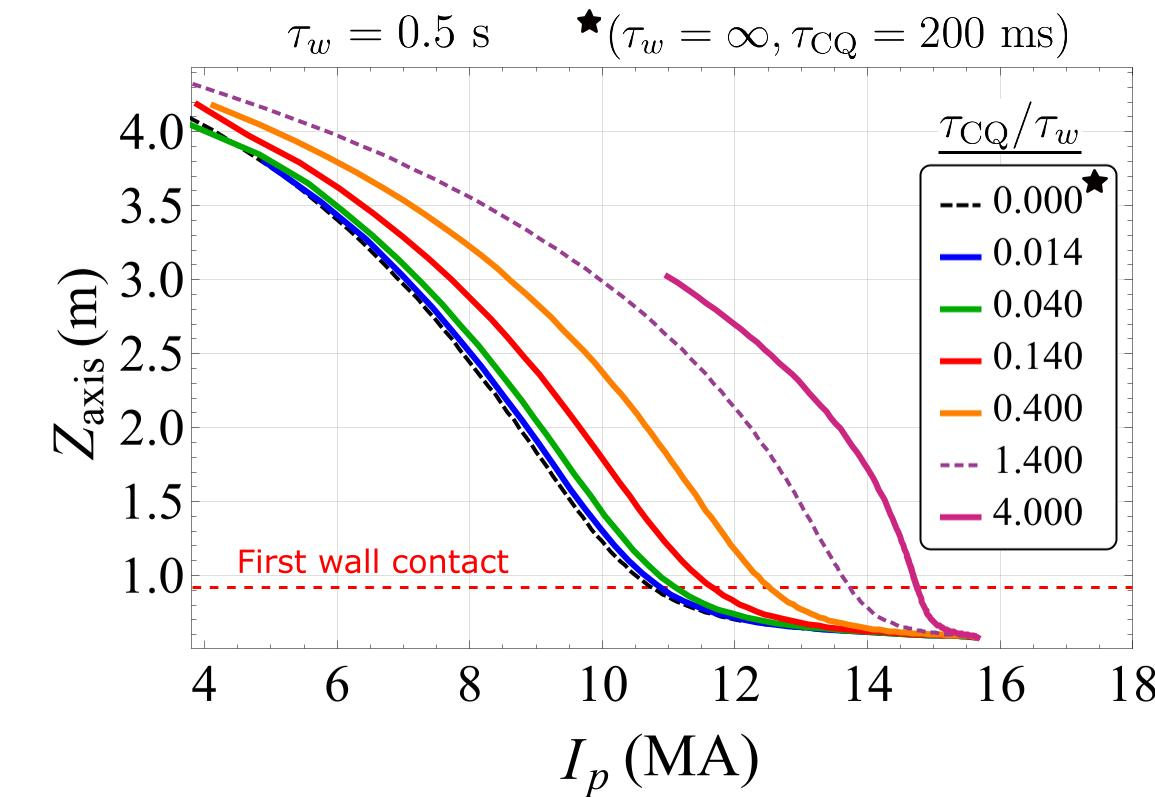 τ_w = 0.5 s ★(τ_w = ∞, τ_CQ = 200 ms)
τ_CQ/τ_w
0.000★
0.014
0.040
0.140
0.400
1.400
4.000
Z_axis (m)
4.0
3.5
3.0
2.5
2.0
1.5
1.0
First wall contact
4 6 8 10 12 14 16 18
I_p (MA)